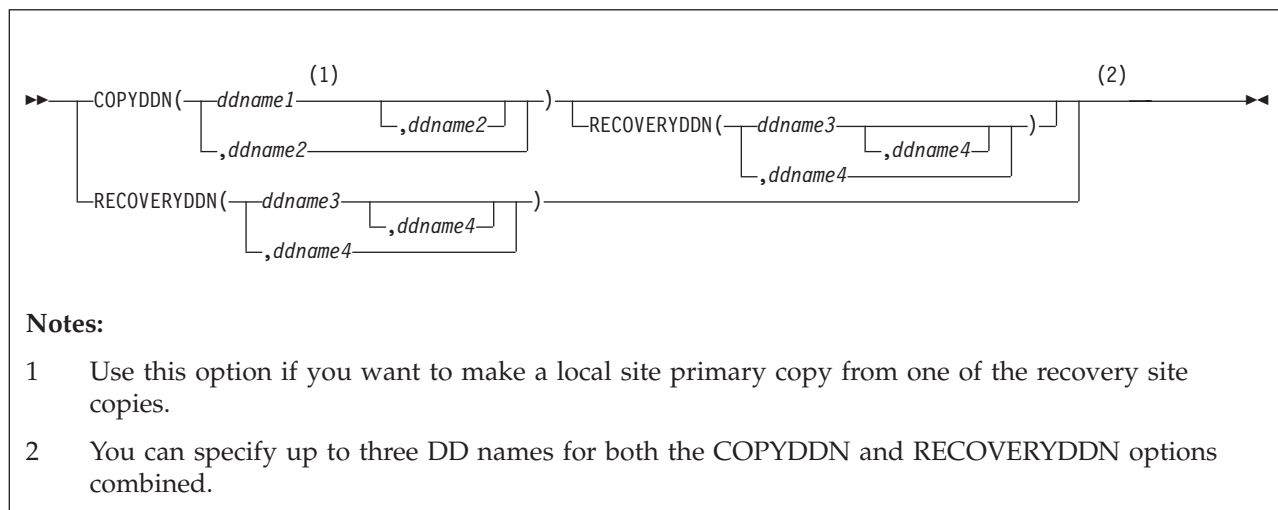 (1) (2)
COPYDDN( ddname1 )
,ddname2 RECOVERYDDN( ddname3 )
,ddname2 ,ddname4
,ddname4
RECOVERYDDN( ddname3 )
,ddname4
,ddname4
Notes:
1 Use this option if you want to make a local site primary copy from one of the recovery site
copies.
2 You can specify up to three DD names for both the COPYDDN and RECOVERYDDN options
combined.